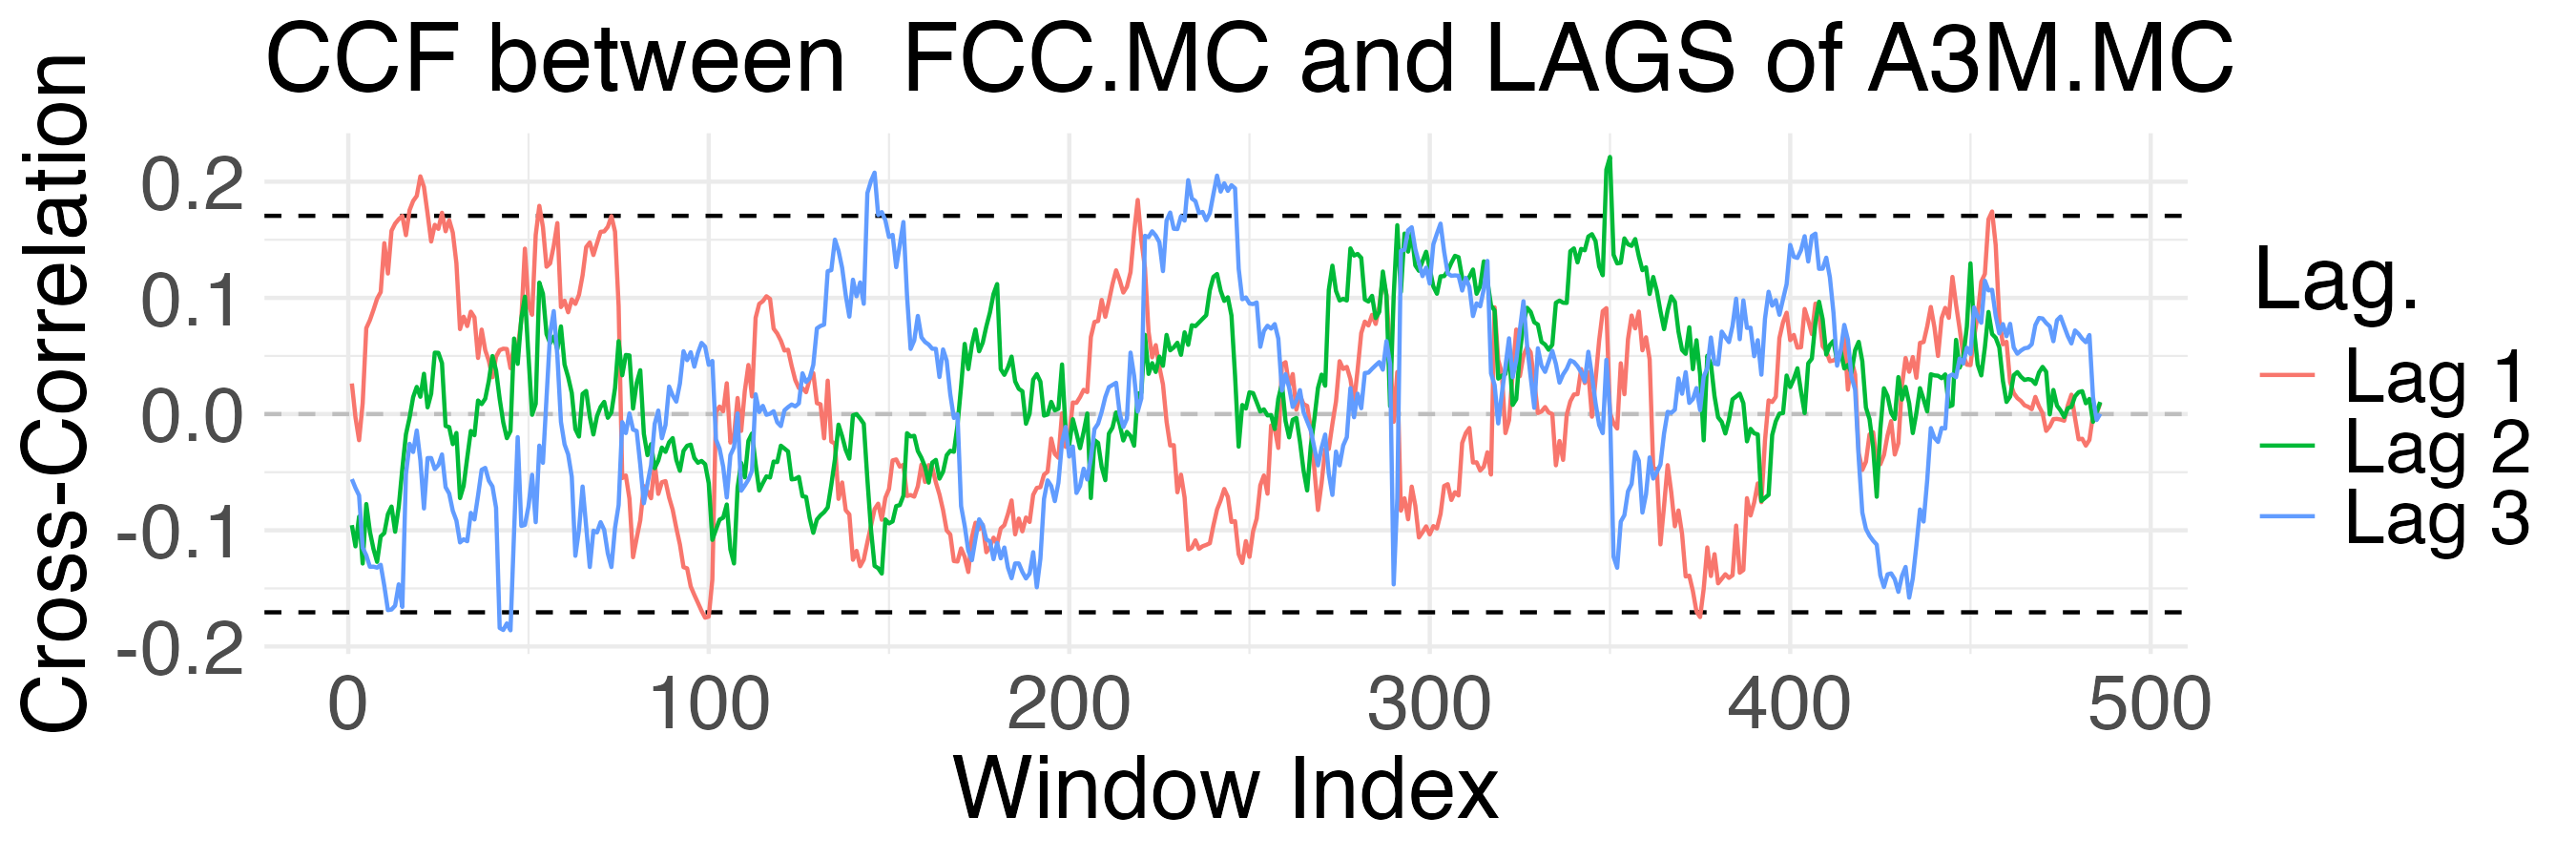 CCF between  FCC.MC and LAGS of A3M.MC
Cross-Correlation
0.2
0.1
0.0
-0.1
-0.2
0 100 200 300 400 500
Window Index
Lag.
Lag 1
Lag 2
Lag 3